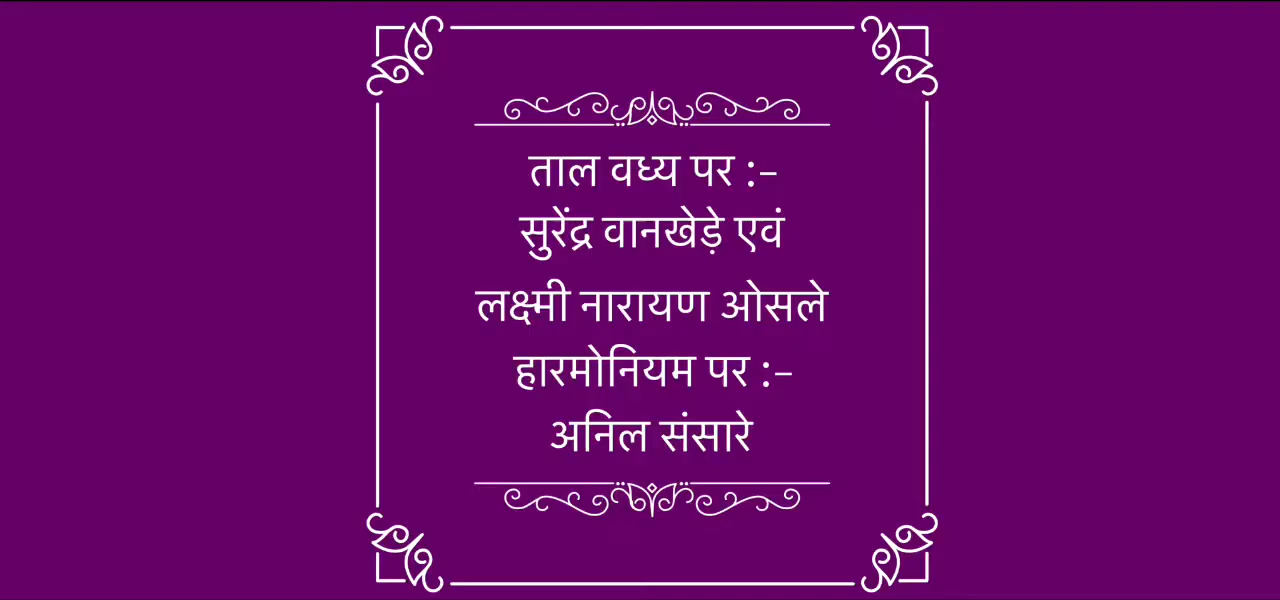 ताल वध्य पर :-
सुरेंद्र वानखेड़े एवं
लक्ष्मी नारायण ओसले
हारमोनियम पर :-
अनिल संसारे